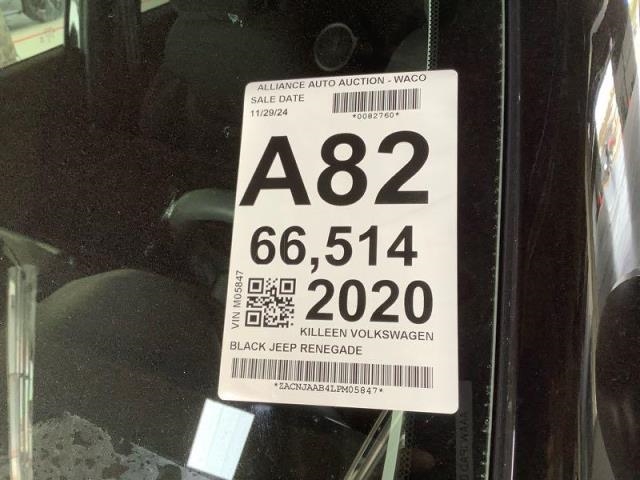 ALLIANCE AUTO AUCTION - WACO
SALE DATE
11/29/24
*0082760*
A82
66,514
2020
VIN M05847
KILLEEN VOLKSWAGEN
BLACK JEEP RENEGADE
*ZACNJAAB4LPM05847*